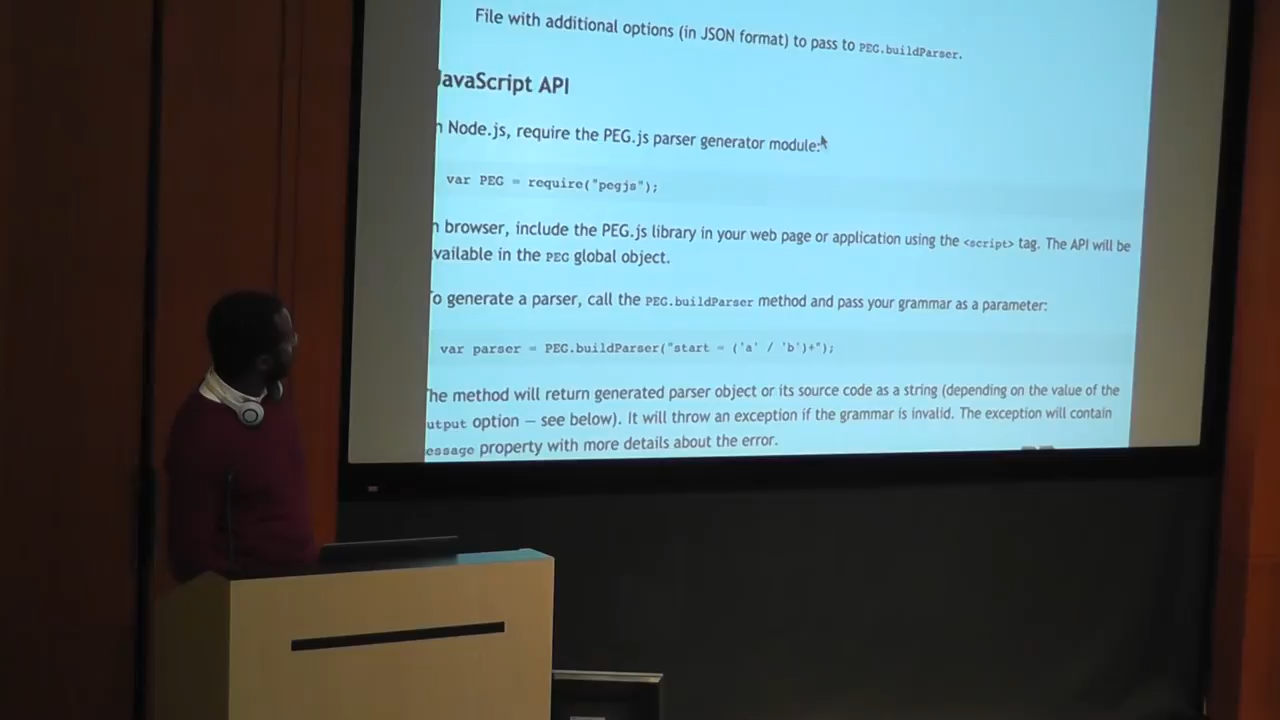 File with additional options (in JSON format) to pass to PEG.buildParser.
JavaScript API
n Node.js, require the PEG.js parser generator module:
var PEG = require("pegjs");
n browser, include the PEG.js library in your web page or application using the <script> tag. The API will be
vailable in the PEG global object.
To generate a parser, call the PEG.buildParser method and pass your grammar as a parameter:
var parser = PEG.buildParser("start = ('a' / 'b')+");
The method will return generated parser object or its source code as a string (depending on the value of the
utput option — see below). It will throw an exception if the grammar is invalid. The exception will contain
essage property with more details about the error.